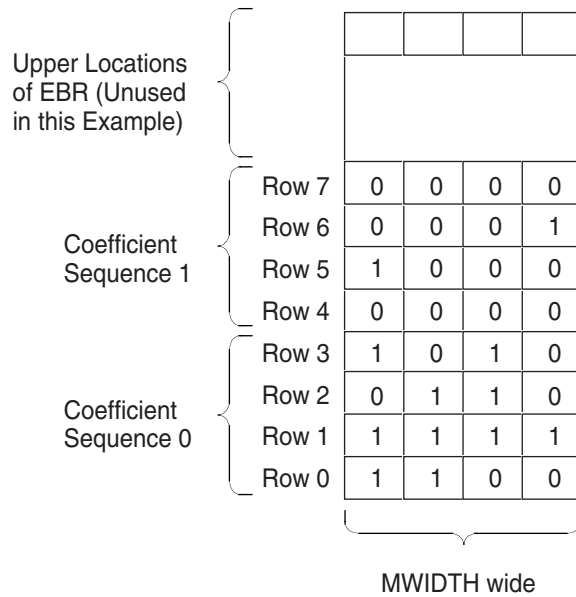 Upper Locations
of EBR (Unused
in this Example)
Row 7 0 0 0 0
Row 6 0 0 0 1
Coefficient
Sequence 1
Row 5 1 0 0 0
Row 4 0 0 0 0
Row 3 1 0 1 0
Row 2 0 1 1 0
Coefficient
Sequence 0
Row 1 1 1 1 1
Row 0 1 1 0 0
MWIDTH wide